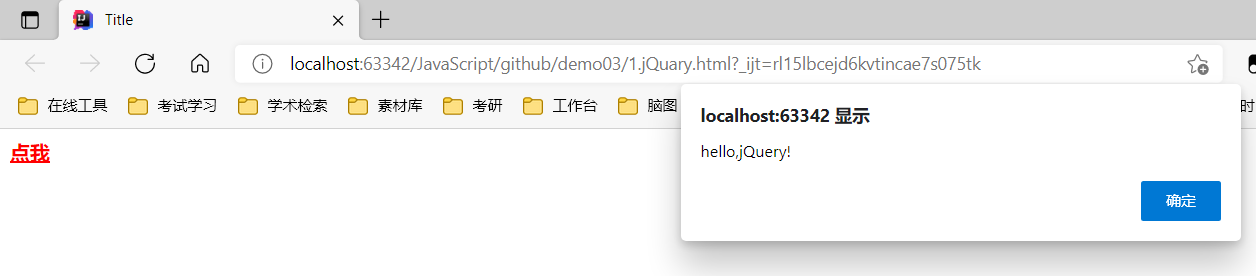 Title
localhost:63342/JavaScript/github/demo03/1.jQuary.html?_ijt=rl15lbcejd6kvtincae7s075tk
在线工具 考试学习 学术检索 素材库 考研 工作台 脑图 时
localhost:63342 显示
点我
hello,jQuery!
确定